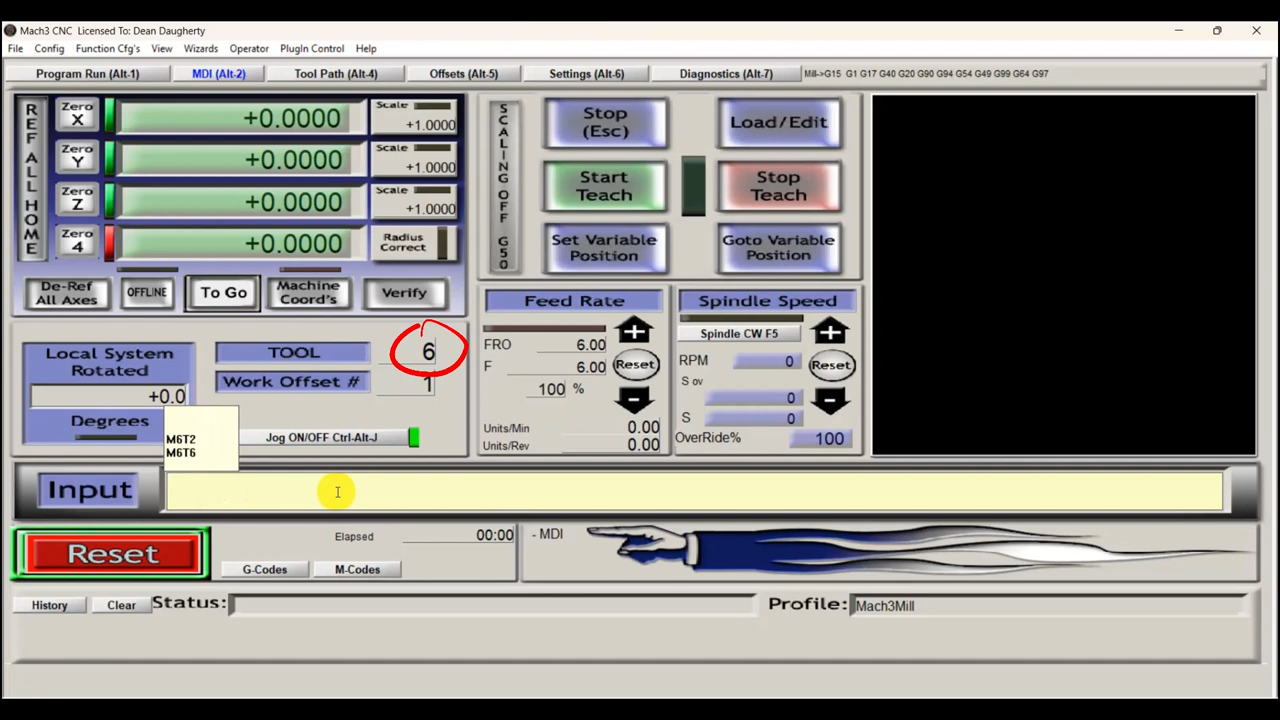 Mach3 CNC Licensed To: Dean Daugherty
File Config Function Cfg's View Wizards Operator PlugIn Control Help
Program Run (Alt-1) MDI (Alt-2) Tool Path (Alt-4) Offsets (Alt-5) Settings (Alt-6) Diagnostics (Alt-7) Mill->G15 G1 G17 G40 G20 G90 G94 G54 G49 G99 G64 G97
REF ALL HOME
Zero X +0.0000 Scale +1.0000
Zero Y +0.0000 Scale +1.0000
Zero Z +0.0000 Scale +1.0000
Zero 4 +0.0000 Radius Correct
De-Ref All Axes OFFLINE To Go Machine Coord's Verify
SCALING OFF G50
Stop (Esc) Load/Edit
Start Teach Stop Teach
Set Variable Position Goto Variable Position
Local System Rotated
+0.0
Degrees
TOOL 6
Work Offset # 1
Jog ON/OFF Ctrl-Alt-J
M6T2
M6T6
Feed Rate
FRO 6.00
F 6.00
100 %
+
Reset
-
Units/Min 0.00
Units/Rev 0.00
Spindle Speed
Spindle CW F5
RPM 0
S ov 0
S 0
OverRide% 100
+
Reset
-
Input
Reset
Elapsed 00:00
G-Codes M-Codes
- MDI
History Clear Status: Profile: Mach3Mill